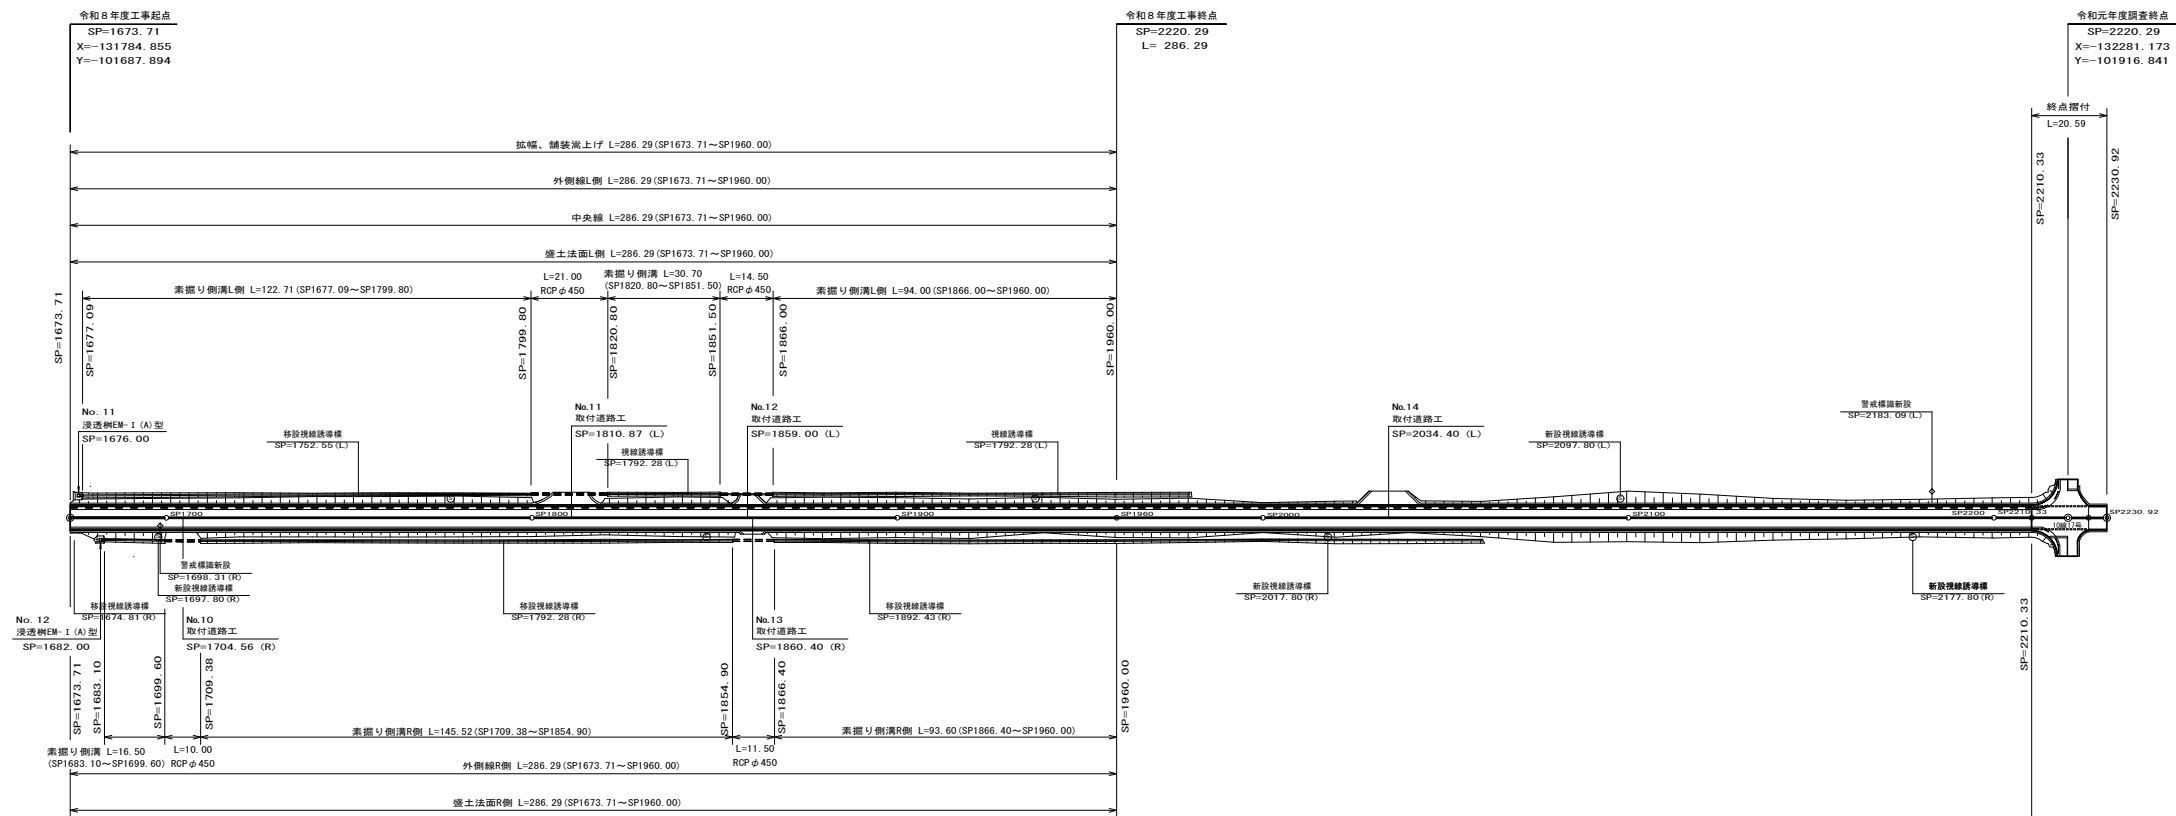 令和８年度工事起点
SP=1673.71
X=-131784.855
Y=-101687.894
令和８年度工事終点
SP=2220.29
L= 286.29
令和元年度調査終点
SP=2220.29
X=-132281.173
Y=-101916.841
終点摺付
L=20.59
SP=2210.33
SP=2230.92
拡幅、舗装嵩上げ L=286.29(SP1673.71～SP1960.00)
外側線L側 L=286.29(SP1673.71～SP1960.00)
中央線 L=286.29(SP1673.71～SP1960.00)
盛土法面L側 L=286.29(SP1673.71～SP1960.00)
素掘り側溝L側 L=122.71(SP1677.09～SP1799.80)
L=21.00
RCPφ450
素掘り側溝 L=30.70
(SP1820.80～SP1851.50)
L=14.50
RCPφ450
素掘り側溝L側 L=94.00(SP1866.00～SP1960.00)
SP=1673.71
SP=1677.09
SP=1799.80
SP=1820.80
SP=1851.50
SP=1866.00
SP=1960.00
No. 11
浸透桝EM-Ⅰ(A)型
SP=1676.00
移設視線誘導標
SP=1752.55(L)
No.11
取付道路工
SP=1810.87 (L)
視線誘導標
SP=1792.28(L)
No.12
取付道路工
SP=1859.00 (L)
視線誘導標
SP=1792.28(L)
No.14
取付道路工
SP=2034.40 (L)
新設視線誘導標
SP=2097.80(L)
警戒標識新設
SP=2183.09(L)
SP1700
SP1800
SP1900
SP1960
SP2000
SP2100
SP2200
SP2210.33
10線17号
SP2230.92
警戒標識新設
SP=1698.31(R)
新設視線誘導標
SP=1697.80(R)
移設視線誘導標
SP=1674.81(R)
No. 12
浸透桝EM-Ⅰ(A)型
SP=1682.00
No.10
取付道路工
SP=1704.56 (R)
移設視線誘導標
SP=1792.28(R)
No.13
取付道路工
SP=1860.40 (R)
移設視線誘導標
SP=1892.43(R)
新設視線誘導標
SP=2017.80(R)
新設視線誘導標
SP=2177.80(R)
SP=1673.71
SP=1683.10
SP=1699.60
SP=1709.38
SP=1854.90
SP=1866.40
SP=1960.00
SP=2210.33
素掘り側溝 L=16.50
(SP1683.10～SP1699.60)
L=10.00
RCPφ450
素掘り側溝R側 L=145.52(SP1709.38～SP1854.90)
L=11.50
RCPφ450
素掘り側溝R側 L=93.60(SP1866.40～SP1960.00)
外側線R側 L=286.29(SP1673.71～SP1960.00)
盛土法面R側 L=286.29(SP1673.71～SP1960.00)